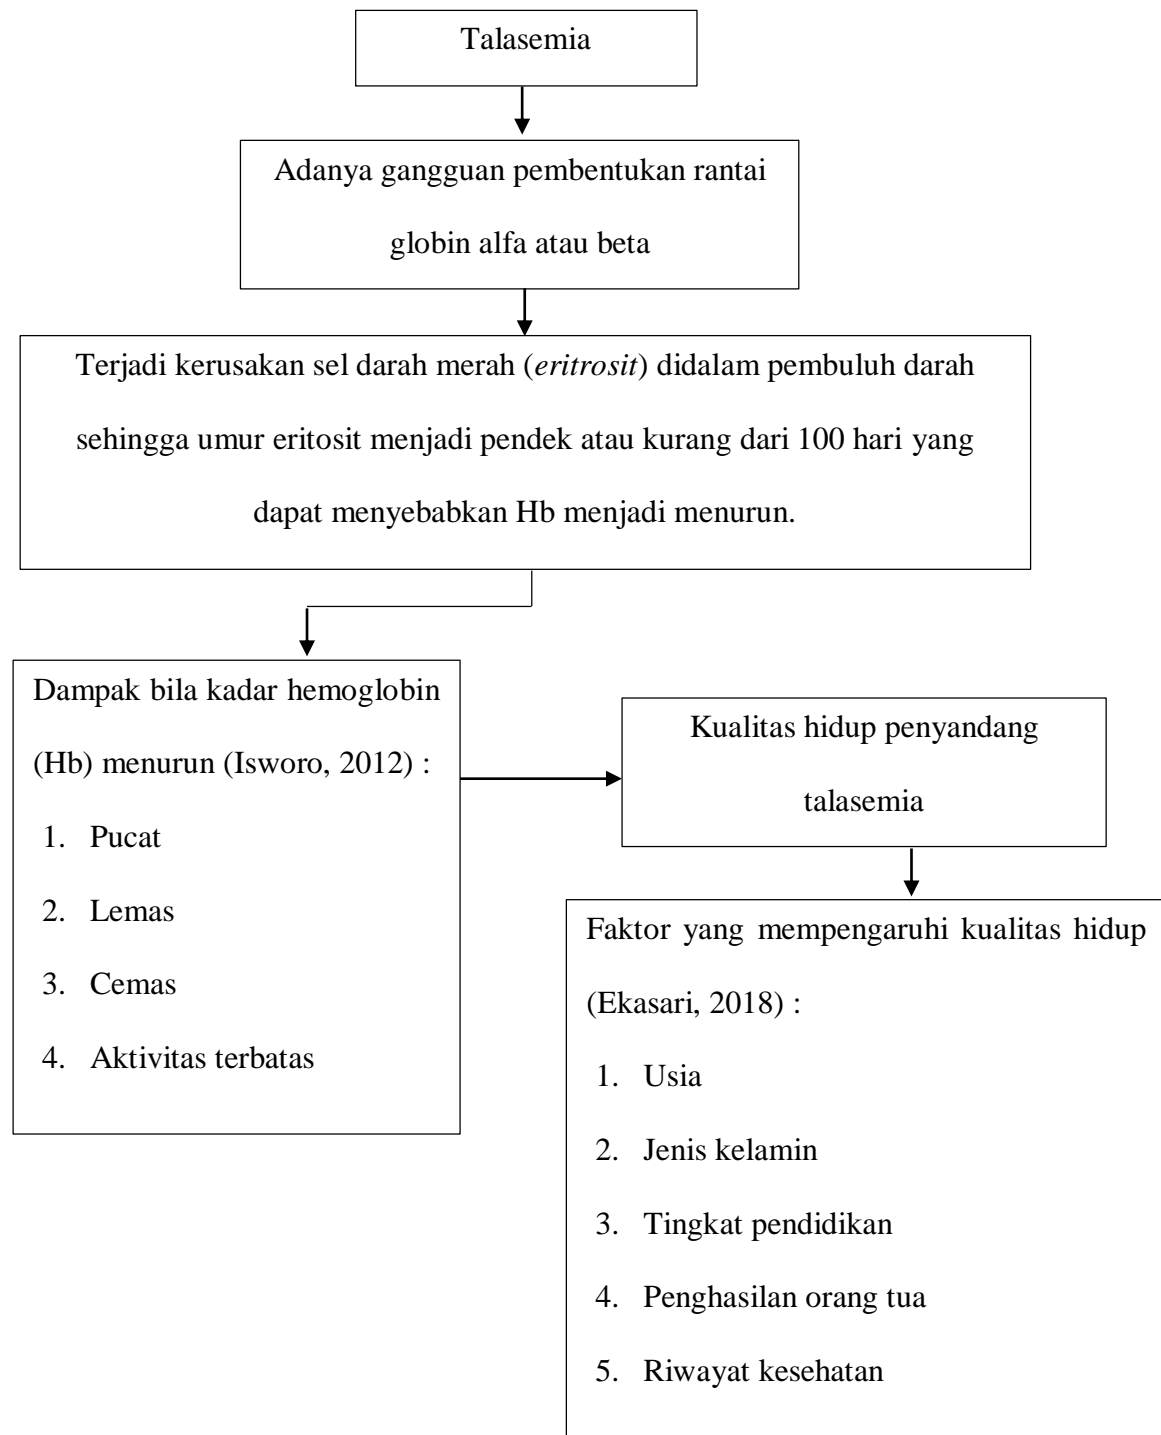 Talasemia
Adanya gangguan pembentukan rantai
globin alfa atau beta
Terjadi kerusakan sel darah merah (eritrosit) didalam pembuluh darah
sehingga umur eritosit menjadi pendek atau kurang dari 100 hari yang
dapat menyebabkan Hb menjadi menurun.
Dampak bila kadar hemoglobin
(Hb) menurun (Isworo, 2012) :
1. Pucat
2. Lemas
3. Cemas
4. Aktivitas terbatas
Kualitas hidup penyandang
talasemia
Faktor yang mempengaruhi kualitas hidup
(Ekasari, 2018) :
1. Usia
2. Jenis kelamin
3. Tingkat pendidikan
4. Penghasilan orang tua
5. Riwayat kesehatan